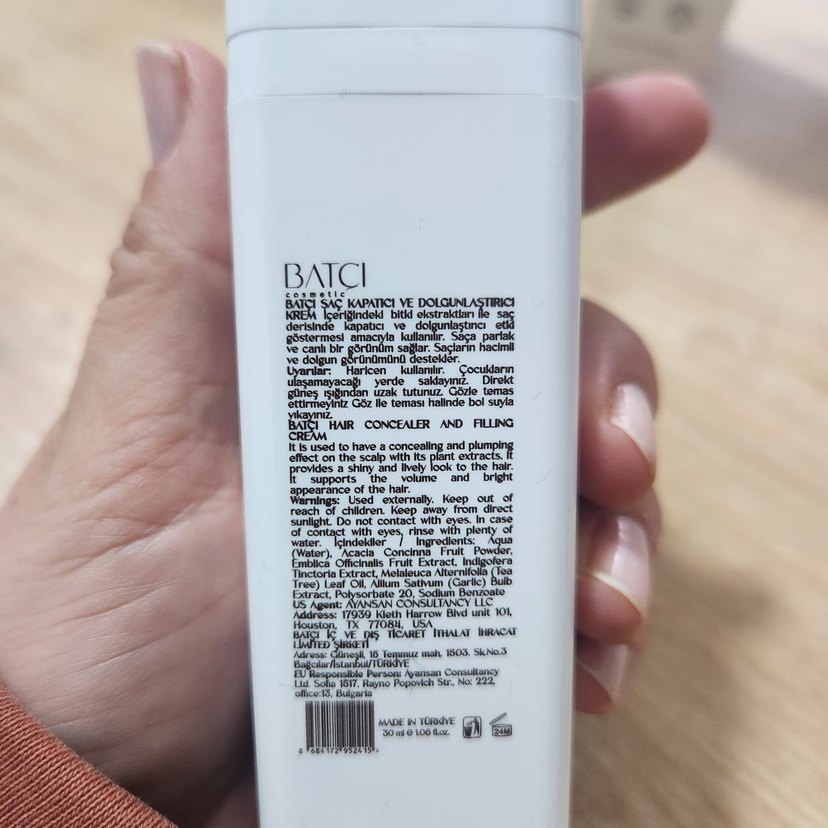 BATÇI
cosmetic
BATÇI SAÇ KAPATICI VE DOLGUNLAŞTIRICI
KREM İçeriğindeki bitki ekstraktları ile saç
derisinde kapatıcı ve dolgunlaştırıcı etki
göstermesi amacıyla kullanılır. Saça parlak
ve canlı bir görünüm sağlar. Saçların hacimli
ve dolgun görünümünü destekler.
Uyarılar: Haricen kullanılır. Çocukların
ulaşamayacağı yerde saklayınız. Direkt
güneş ışığından uzak tutunuz. Gözle temas
ettirmeyiniz Göz ile teması halinde bol suyla
yıkayınız.
BATÇI HAIR CONCEALER AND FILLING
CREAM
It is used to have a concealing and plumping
effect on the scalp with its plant extracts. It
provides a shiny and lively look to the hair.
It supports the volume and bright
appearance of the hair.
Warnings: Used externally. Keep out of
reach of children. Keep away from direct
sunlight. Do not contact with eyes. In case
of contact with eyes, rinse with plenty of
water. İçindekiler / Ingredients: Aqua
(Water), Acacia Concinna Fruit Powder,
Emblica Officinalis Fruit Extract, Indigofera
Tinctoria Extract, Melaleuca Alternifolia (Tea
Tree) Leaf Oil, Allium Sativum (Garlic) Bulb
Extract, Polysorbate 20, Sodium Benzoate
US Agent: AYANSAN CONSULTANCY LLC
Address: 17939 Kieth Harrow Blvd unit 101,
Houston, TX 77084, USA
BATÇI İÇ VE DIŞ TİCARET İTHALAT İHRACAT
LİMİTED ŞİRKETİ
Adress: Güneşli, 15 Temmuz mah. 1503. Sk.No.3
Bağcılar/İstanbul/TÜRKİYE
EU Responsible Person: Ayansan Consultancy
Ltd. Sofia 1517, Rayno Popovich Str., No: 222,
office:13, Bulgaria
MADE IN TÜRKİYE
30 ml e 1.06 fl.oz.
24M
6 684172 952415 >